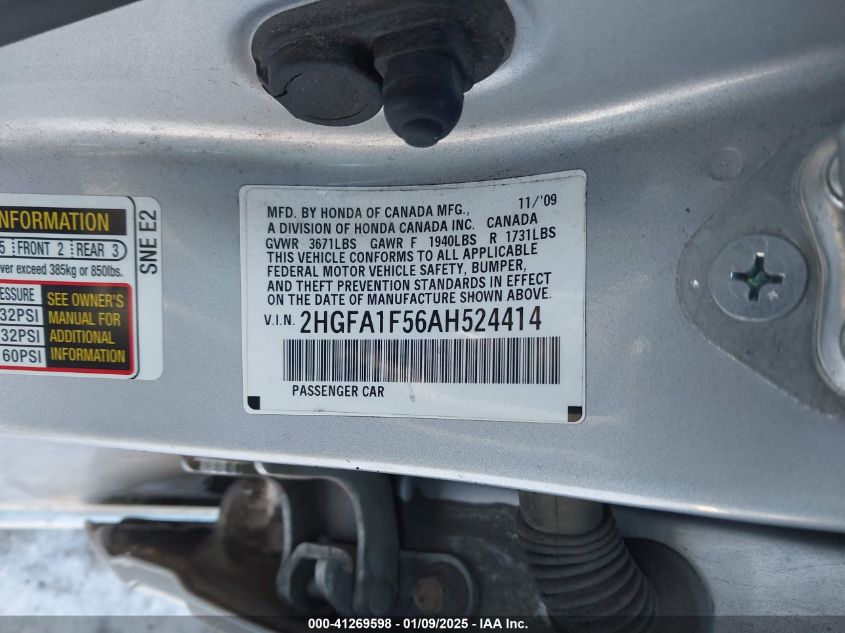 NFORMATION
5 FRONT 2 REAR 3
ver exceed 385kg or 850lbs.
ESSURE
32PSI
32PSI
60PSI
SEE OWNER'S
MANUAL FOR
ADDITIONAL
INFORMATION
SNE E2
MFD. BY HONDA OF CANADA MFG., 11/'09
A DIVISION OF HONDA CANADA INC. CANADA
GVWR 3671LBS GAWR F 1940LBS R 1731LBS
THIS VEHICLE CONFORMS TO ALL APPLICABLE
FEDERAL MOTOR VEHICLE SAFETY, BUMPER,
AND THEFT PREVENTION STANDARDS IN EFFECT
ON THE DATE OF MANUFACTURE SHOWN ABOVE.
V.I.N. 2HGFA1F56AH524414
PASSENGER CAR
000-41269598 - 01/09/2025 - IAA Inc.